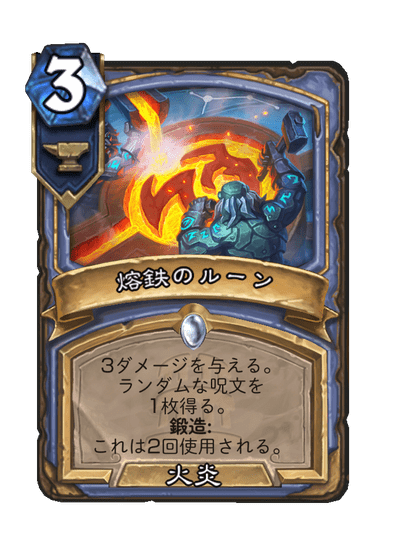 3
熔鉄のルーン
3ダメージを与える。
ランダムな呪文を
1枚得る。
鍛造:
これは2回使用される。
火炎